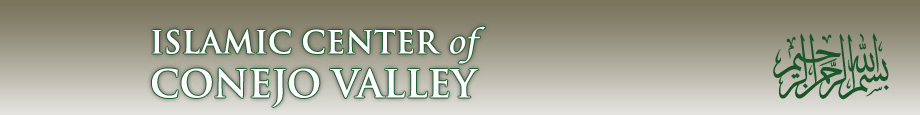 ISLAMIC CENTER of
CONEJO VALLEY
بسم الله الرحمن الرحيم